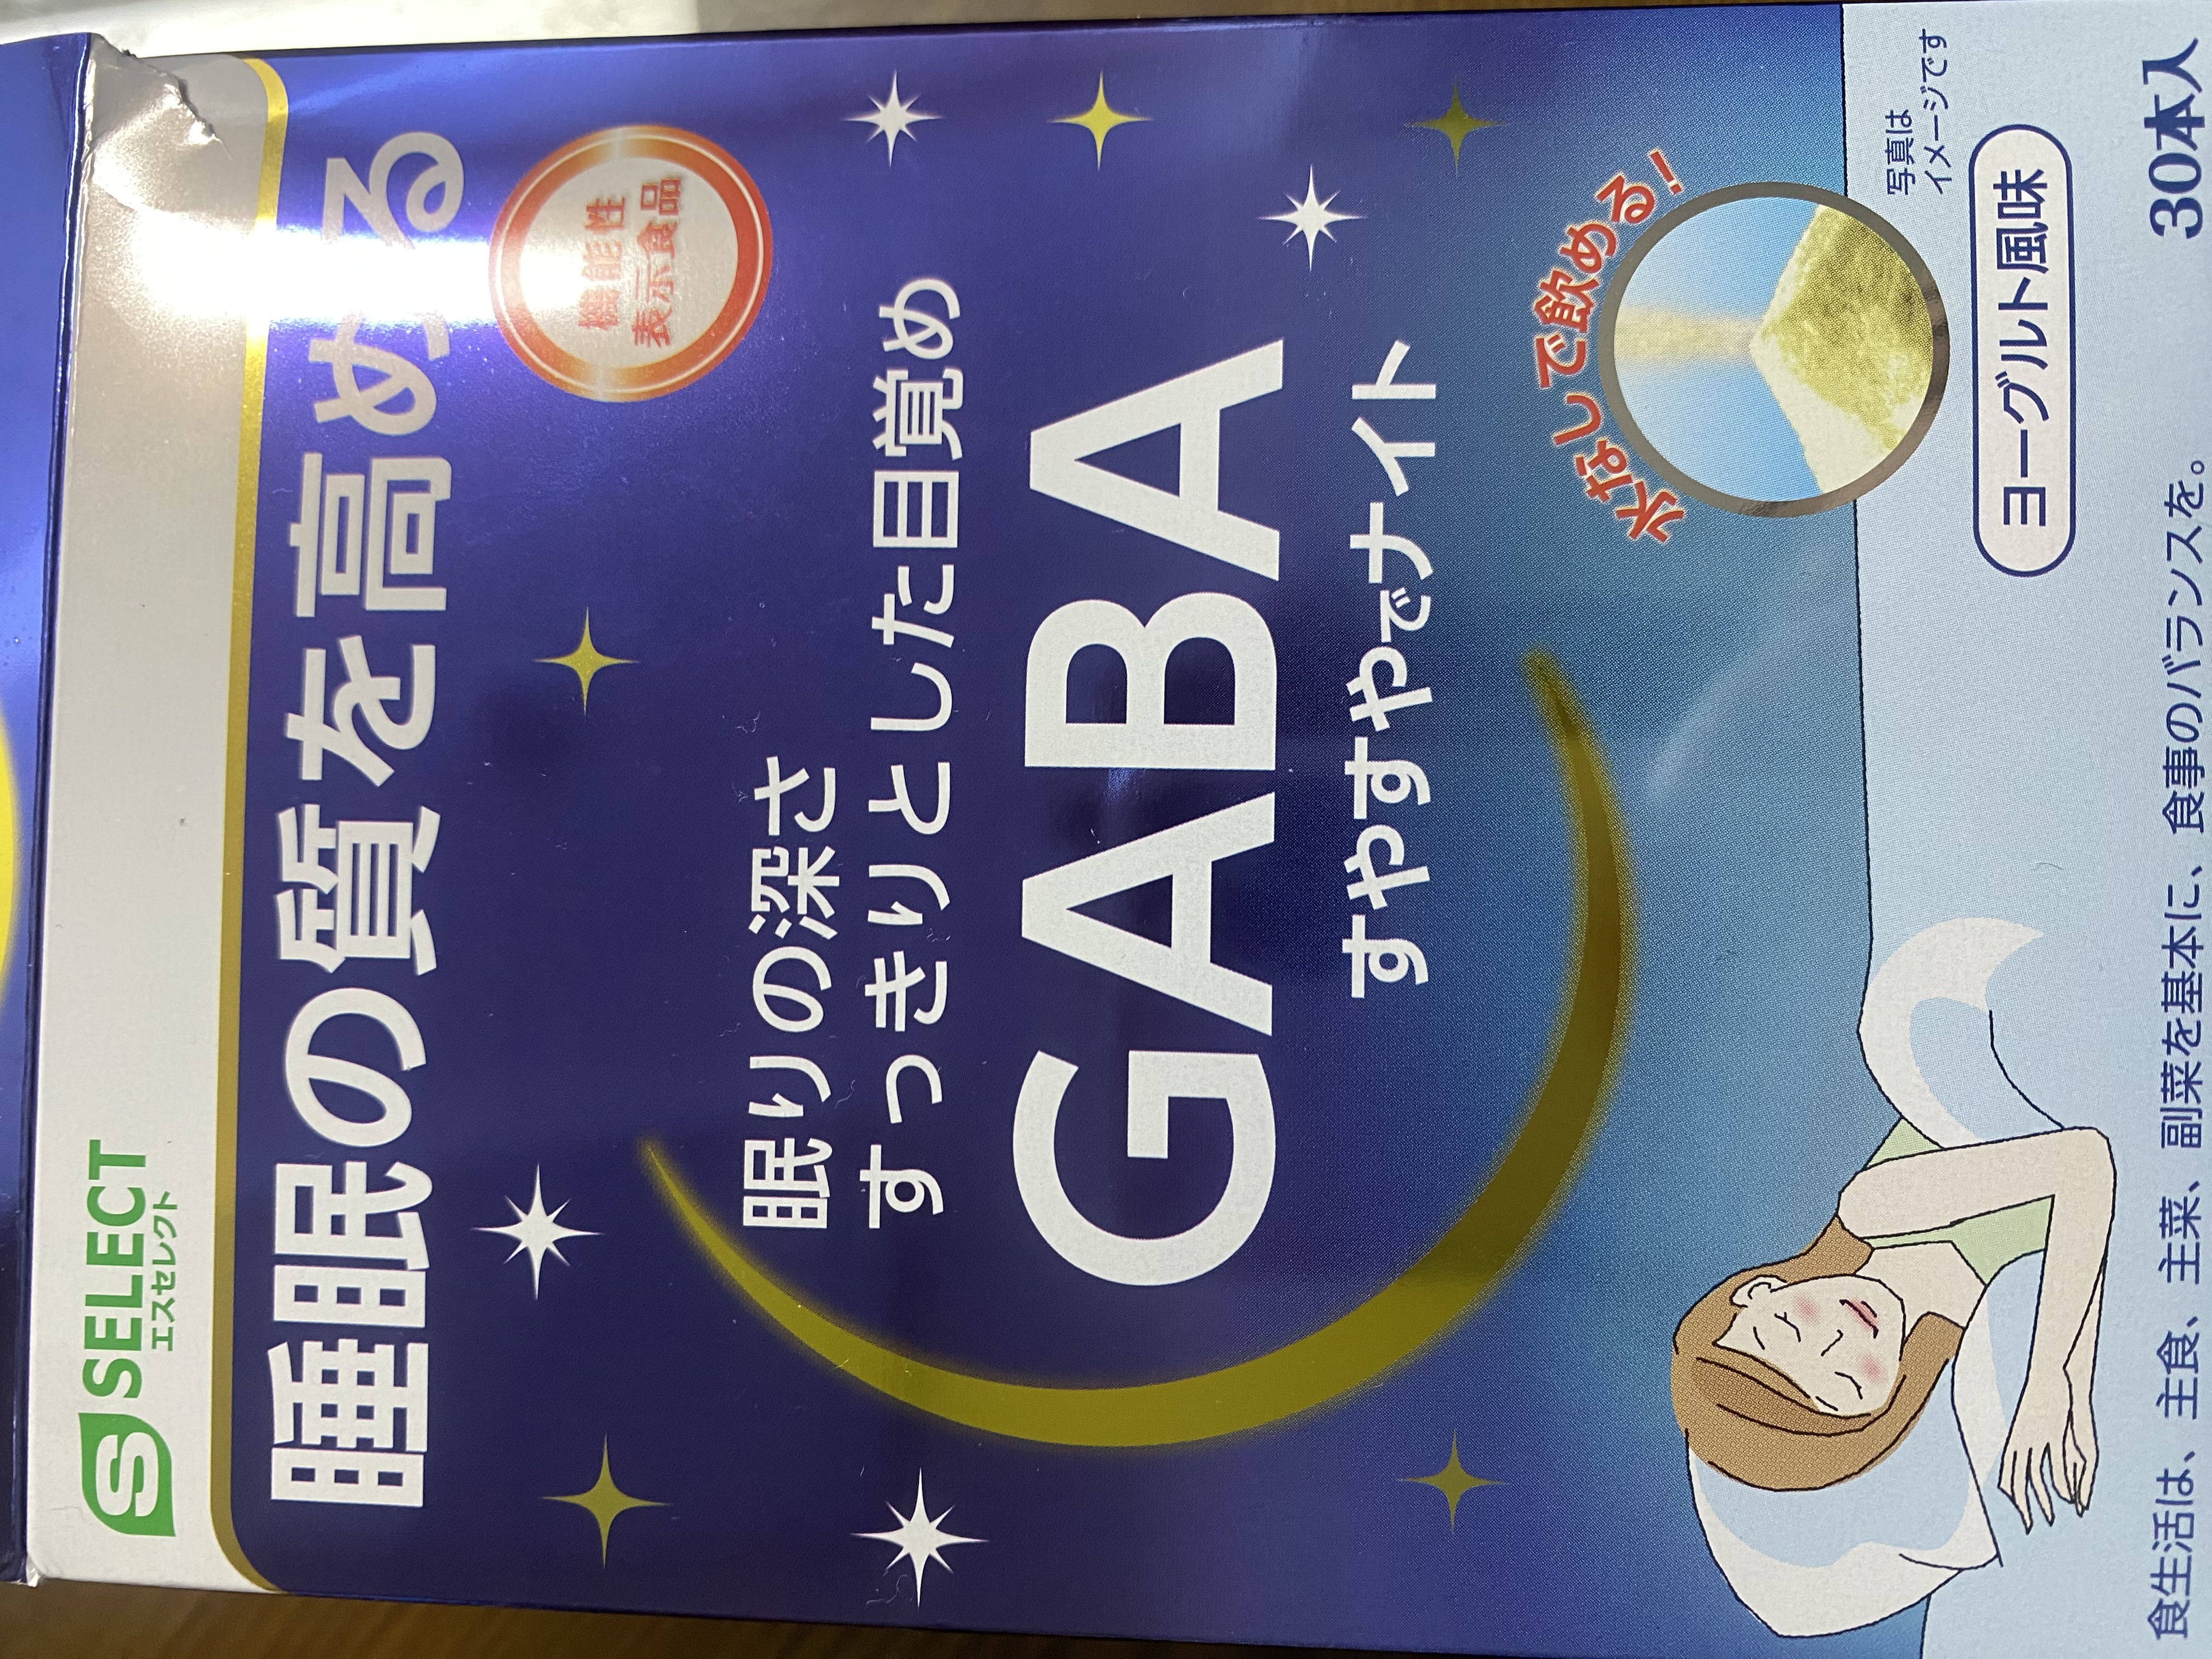 S SELECT
エスセレクト
睡眠の質を高める
機能性
表示食品
眠りの深さ
すっきりとした目覚め
GABA
すやすやでナイト
水なしで飲める!
写真は
イメージです
ヨーグルト風味
30本入
食生活は、主食、主菜、副菜を基本に、食事のバランスを。